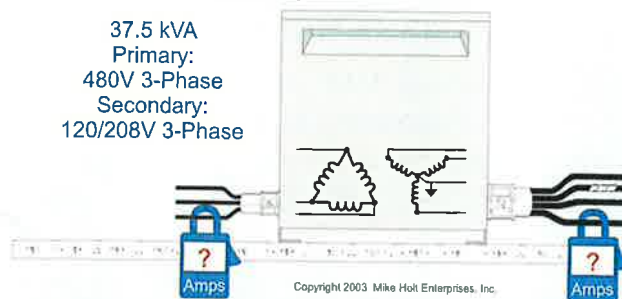 37.5 kVA
Primary:
480V 3-Phase
Secondary:
120/208V 3-Phase
?
Amps
?
Amps
Copyright 2003 Mike Holt Enterprises, Inc.